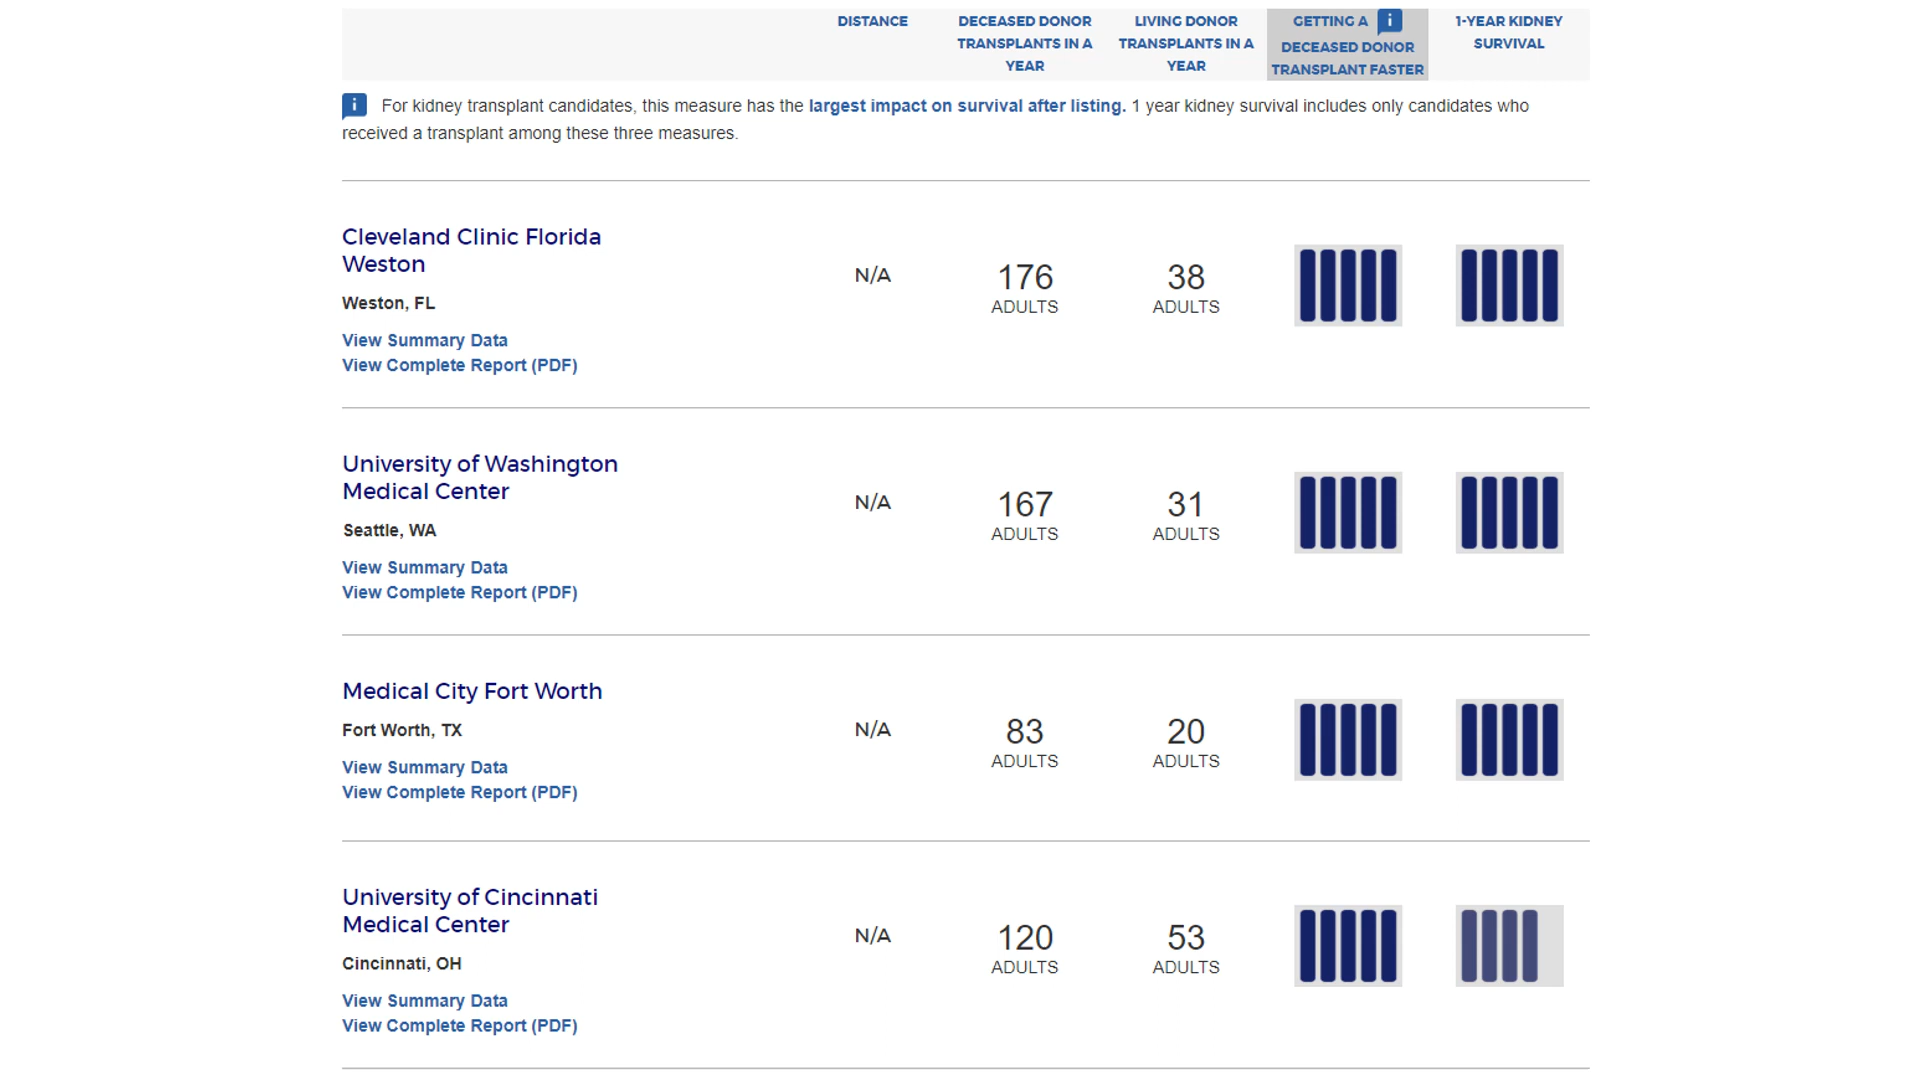 DISTANCE
DECEASED DONOR
TRANSPLANTS IN A
YEAR
LIVING DONOR
TRANSPLANTS IN A
YEAR
GETTING A i
DECEASED DONOR
TRANSPLANT FASTER
1-YEAR KIDNEY
SURVIVAL
i For kidney transplant candidates, this measure has the largest impact on survival after listing. 1 year kidney survival includes only candidates who
received a transplant among these three measures.
Cleveland Clinic Florida
Weston
Weston, FL
View Summary Data
View Complete Report (PDF)
N/A
176
ADULTS
38
ADULTS
University of Washington
Medical Center
Seattle, WA
View Summary Data
View Complete Report (PDF)
N/A
167
ADULTS
31
ADULTS
Medical City Fort Worth
Fort Worth, TX
View Summary Data
View Complete Report (PDF)
N/A
83
ADULTS
20
ADULTS
University of Cincinnati
Medical Center
Cincinnati, OH
View Summary Data
View Complete Report (PDF)
N/A
120
ADULTS
53
ADULTS